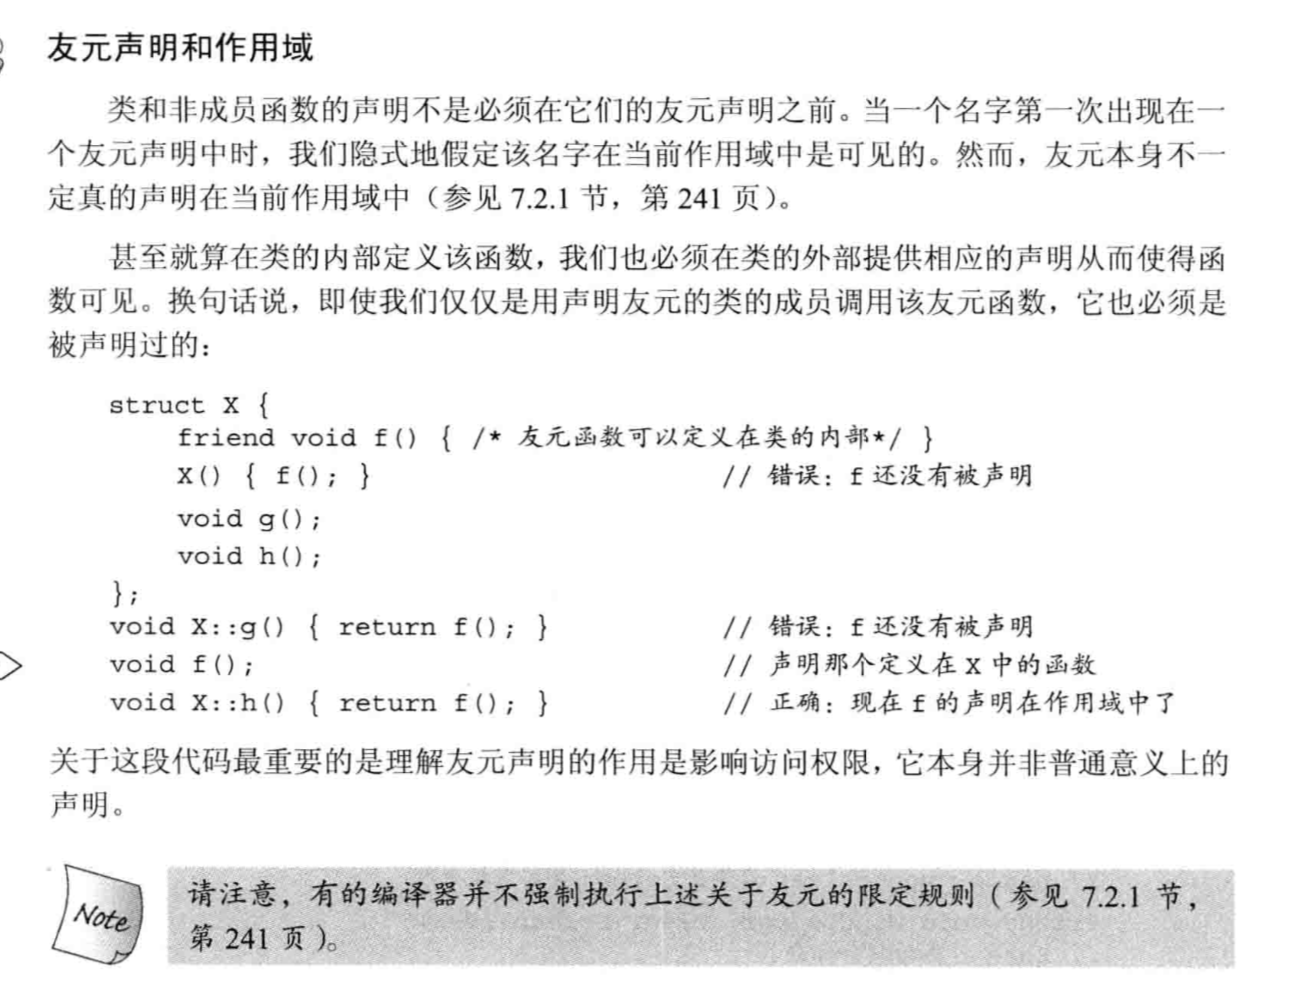 友元声明和作用域
类和非成员函数的声明不是必须在它们的友元声明之前。当一个名字第一次出现在一
个友元声明中时，我们隐式地假定该名字在当前作用域中是可见的。然而，友元本身不一
定真的声明在当前作用域中（参见 7.2.1 节，第 241 页）。
甚至就算在类的内部定义该函数，我们也必须在类的外部提供相应的声明从而使得函
数可见。换句话说，即使我们仅仅是用声明友元的类的成员调用该友元函数，它也必须是
被声明过的：
struct X {
friend void f() { /* 友元函数可以定义在类的内部*/ }
X() { f(); } // 错误：f 还没有被声明
void g();
void h();
};
void X::g() { return f(); } // 错误：f 还没有被声明
void f(); // 声明那个定义在 X 中的函数
void X::h() { return f(); } // 正确：现在 f 的声明在作用域中了
关于这段代码最重要的是理解友元声明的作用是影响访问权限，它本身并非普通意义上的
声明。
Note
请注意，有的编译器并不强制执行上述关于友元的限定规则（参见 7.2.1 节，
第 241 页）。